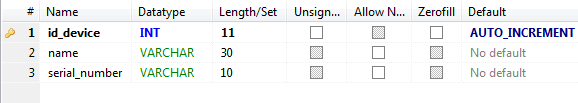 # Name Datatype Length/Set Unsign... Allow N... Zerofill Default
1 id_device INT 11 AUTO_INCREMENT
2 name VARCHAR 30 No default
3 serial_number VARCHAR 10 No default